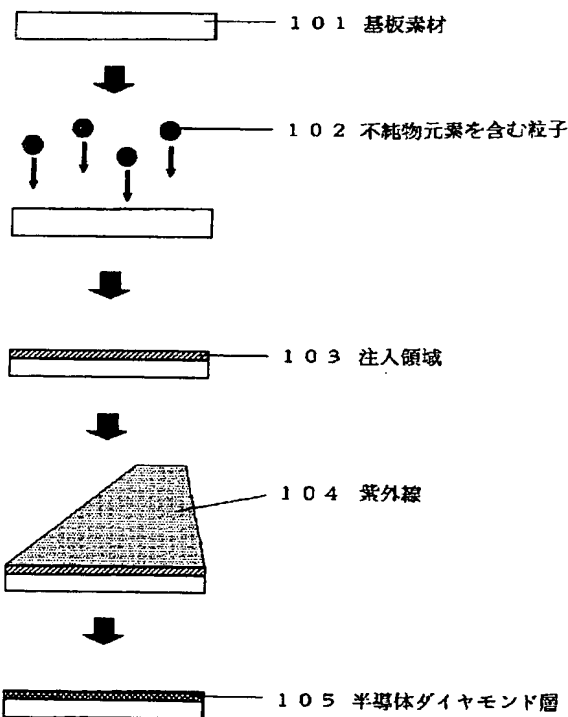 101 基板素材
102 不純物元素を含む粒子
103 注入領域
104 紫外線
105 半導体ダイヤモンド層